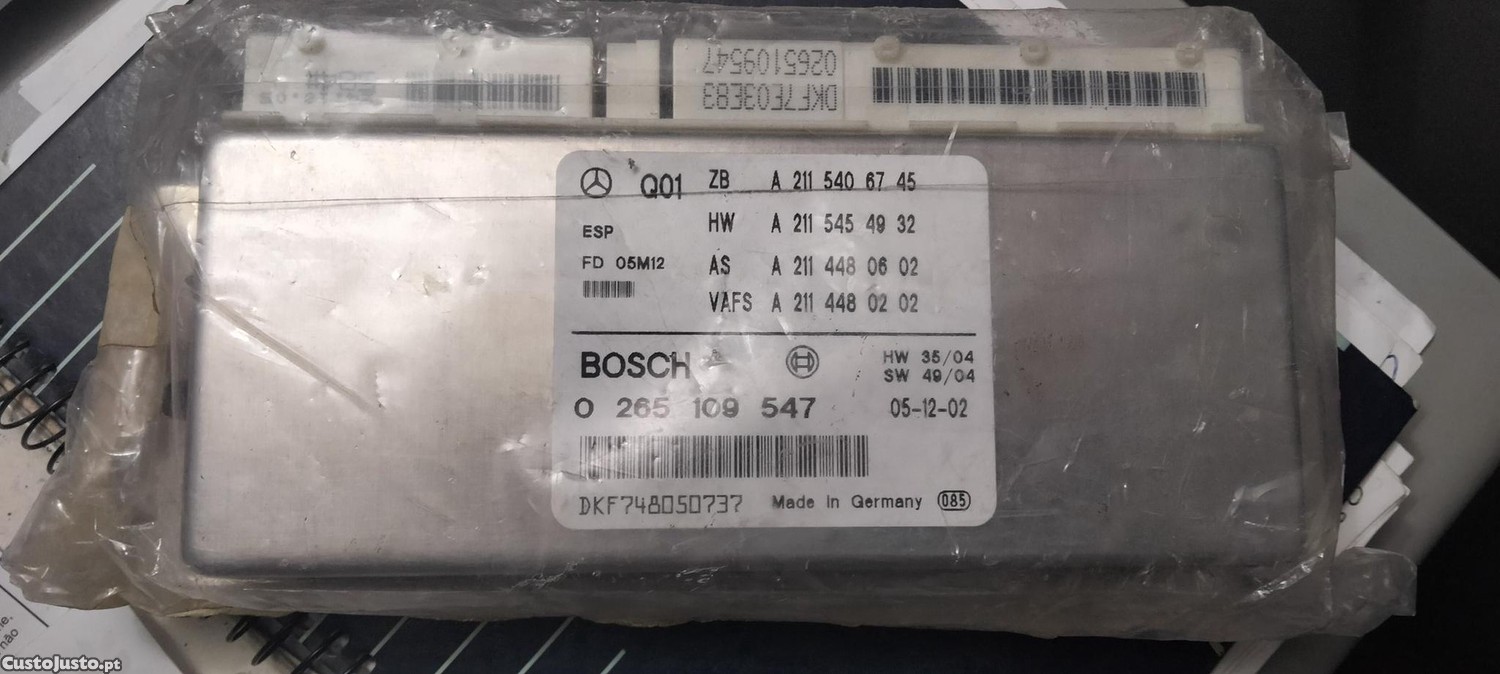 0265109547
DKF7E03E83
Q01 ZB A 211 540 67 45
ESP HW A 211 545 49 32
FD 05M12 AS A 211 448 06 02
VAFS A 211 448 02 02
BOSCH HW 35/04
SW 49/04
0 265 109 547 05-12-02
DKF748050737 Made in Germany 085
não
CustoJusto.pt